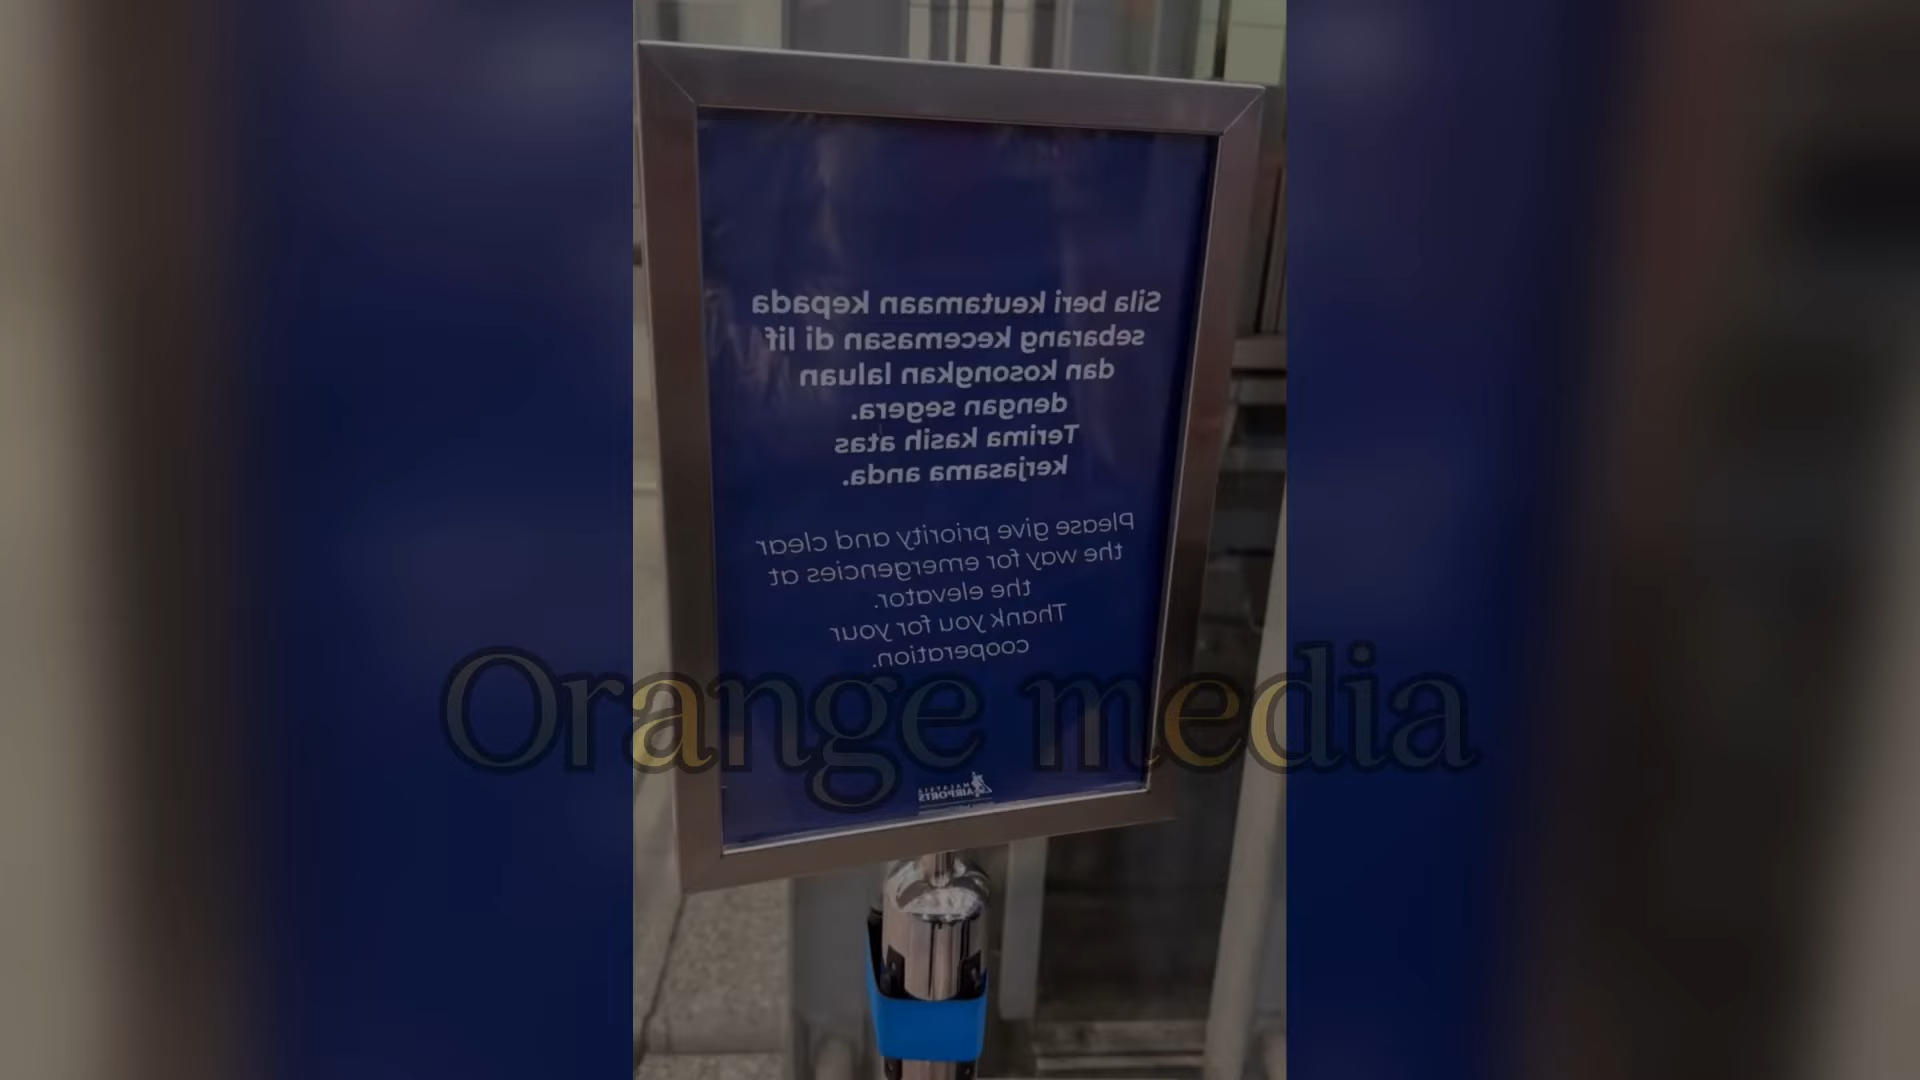 Sila beri keutamaan kepada
sebarang kecemasan di lif
dan kosongkan laluan
dengan segera.
Terima kasih atas
kerjasama anda.
Please give priority and clear
the way for emergencies at
the elevator.
Thank you for your
cooperation.
Orange media
MALAYSIA
AIRPORTS